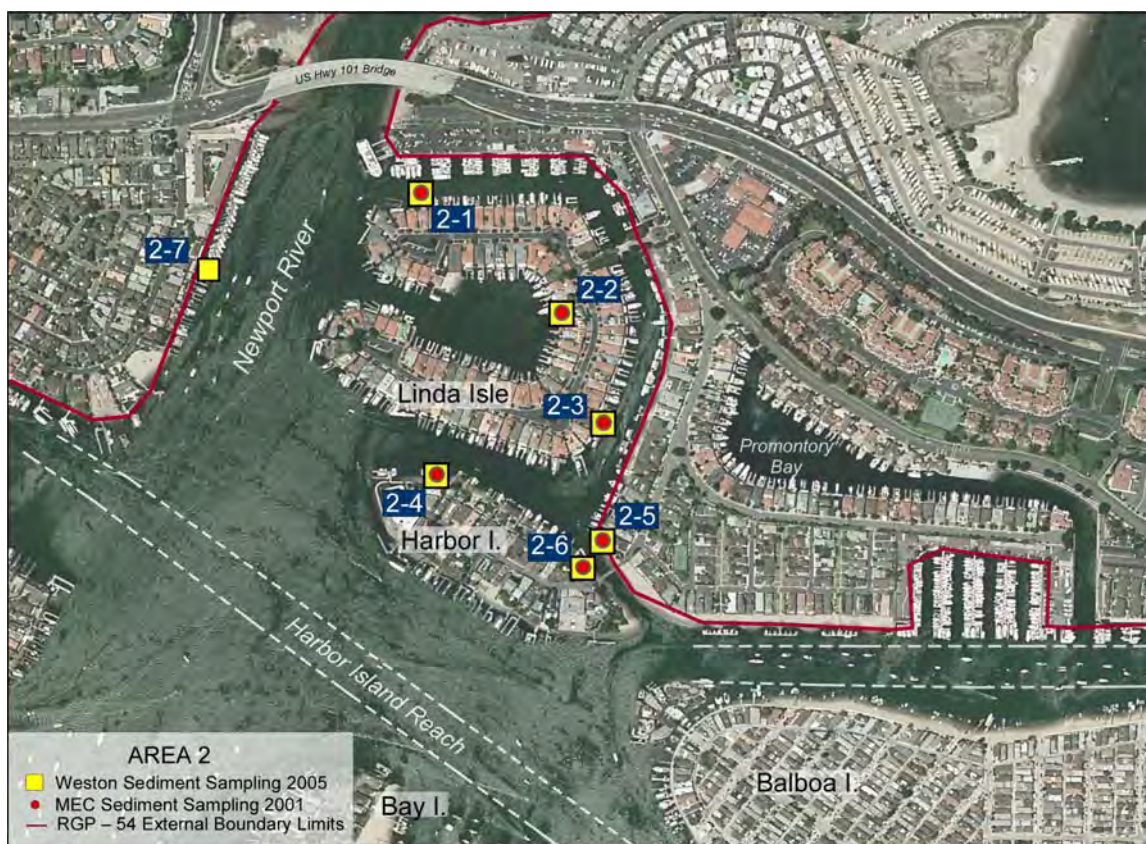 US Hwy 101 Bridge
2-1
2-7
Newport River
2-2
Linda Isle
2-3
Promontory
Bay
2-4
2-5
Harbor I.
2-6
Harbor Island Reach
AREA 2
Weston Sediment Sampling 2005
MEC Sediment Sampling 2001
RGP – 54 External Boundary Limits
Bay I.
Balboa I.